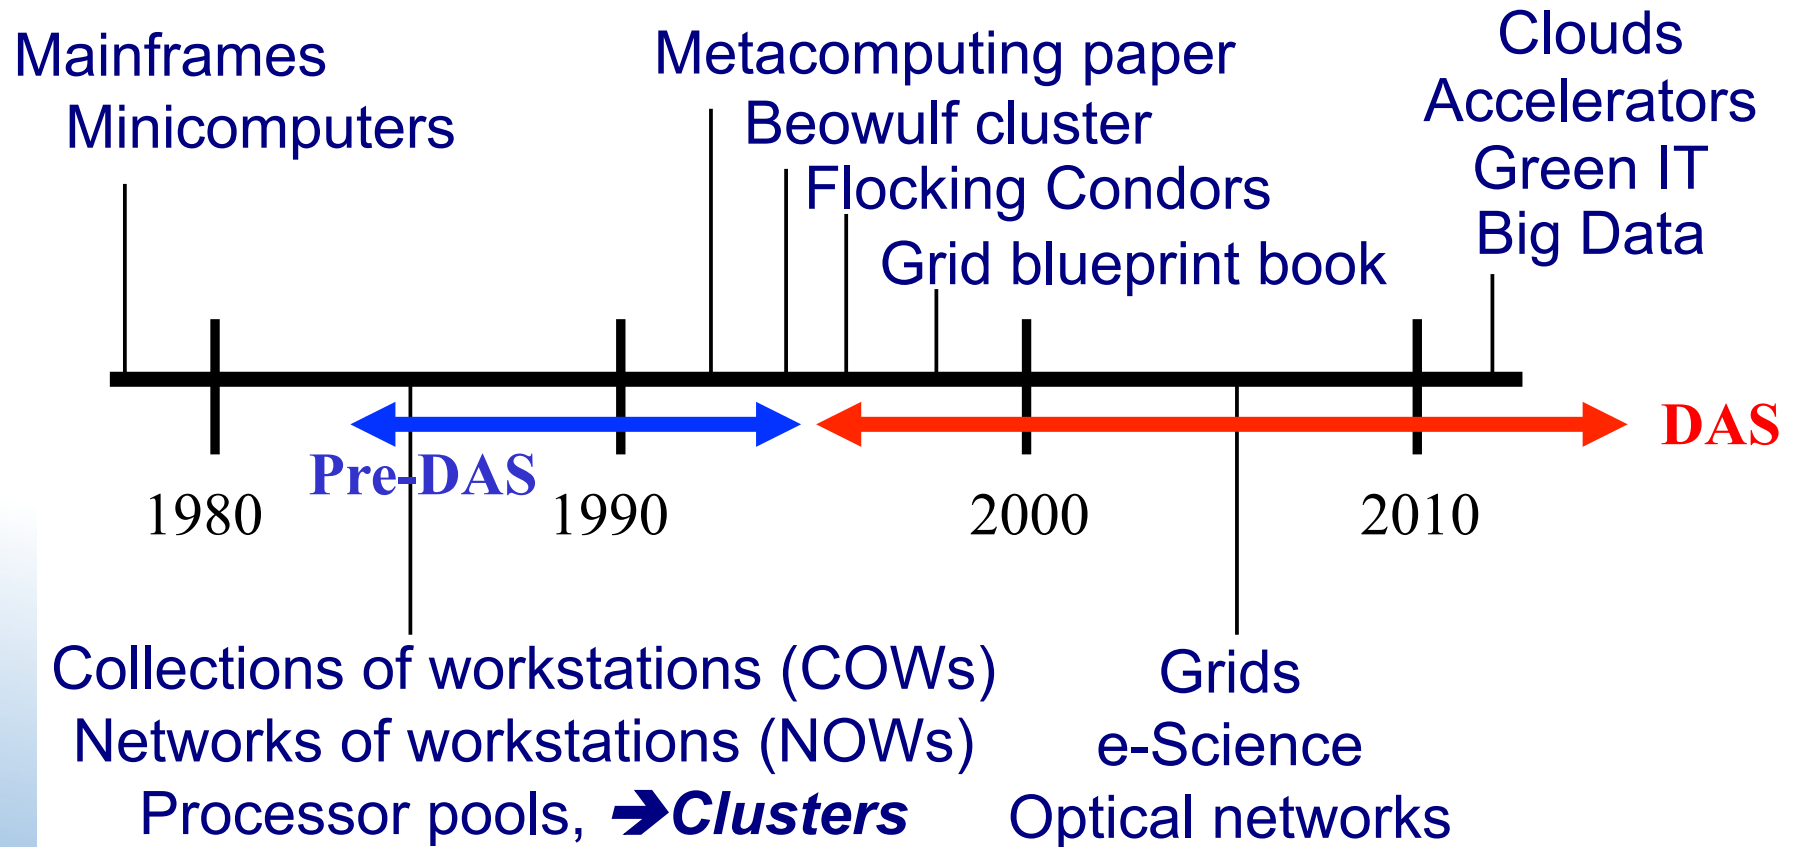 Mainframes
Minicomputers
Metacomputing paper
Beowulf cluster
Flocking Condors
Grid blueprint book
Clouds
Accelerators
Green IT
Big Data
DAS
Pre-DAS
1980
1990
2000
2010
Collections of workstations (COWs)
Networks of workstations (NOWs)
Processor pools, ➔Clusters
Grids
e-Science
Optical networks